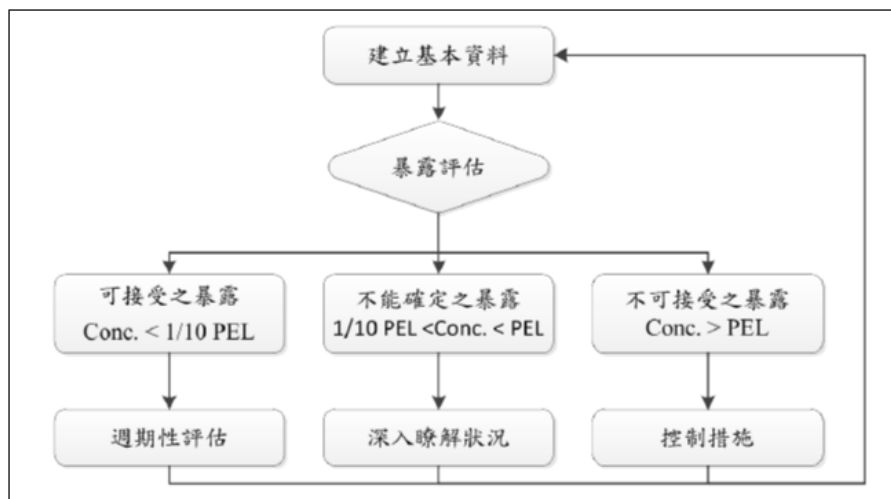 建立基本資料
暴露評估
可接受之暴露
Conc. < 1/10 PEL
不能確定之暴露
1/10 PEL <Conc. < PEL
不可接受之暴露
Conc. > PEL
週期性評估
深入瞭解狀況
控制措施